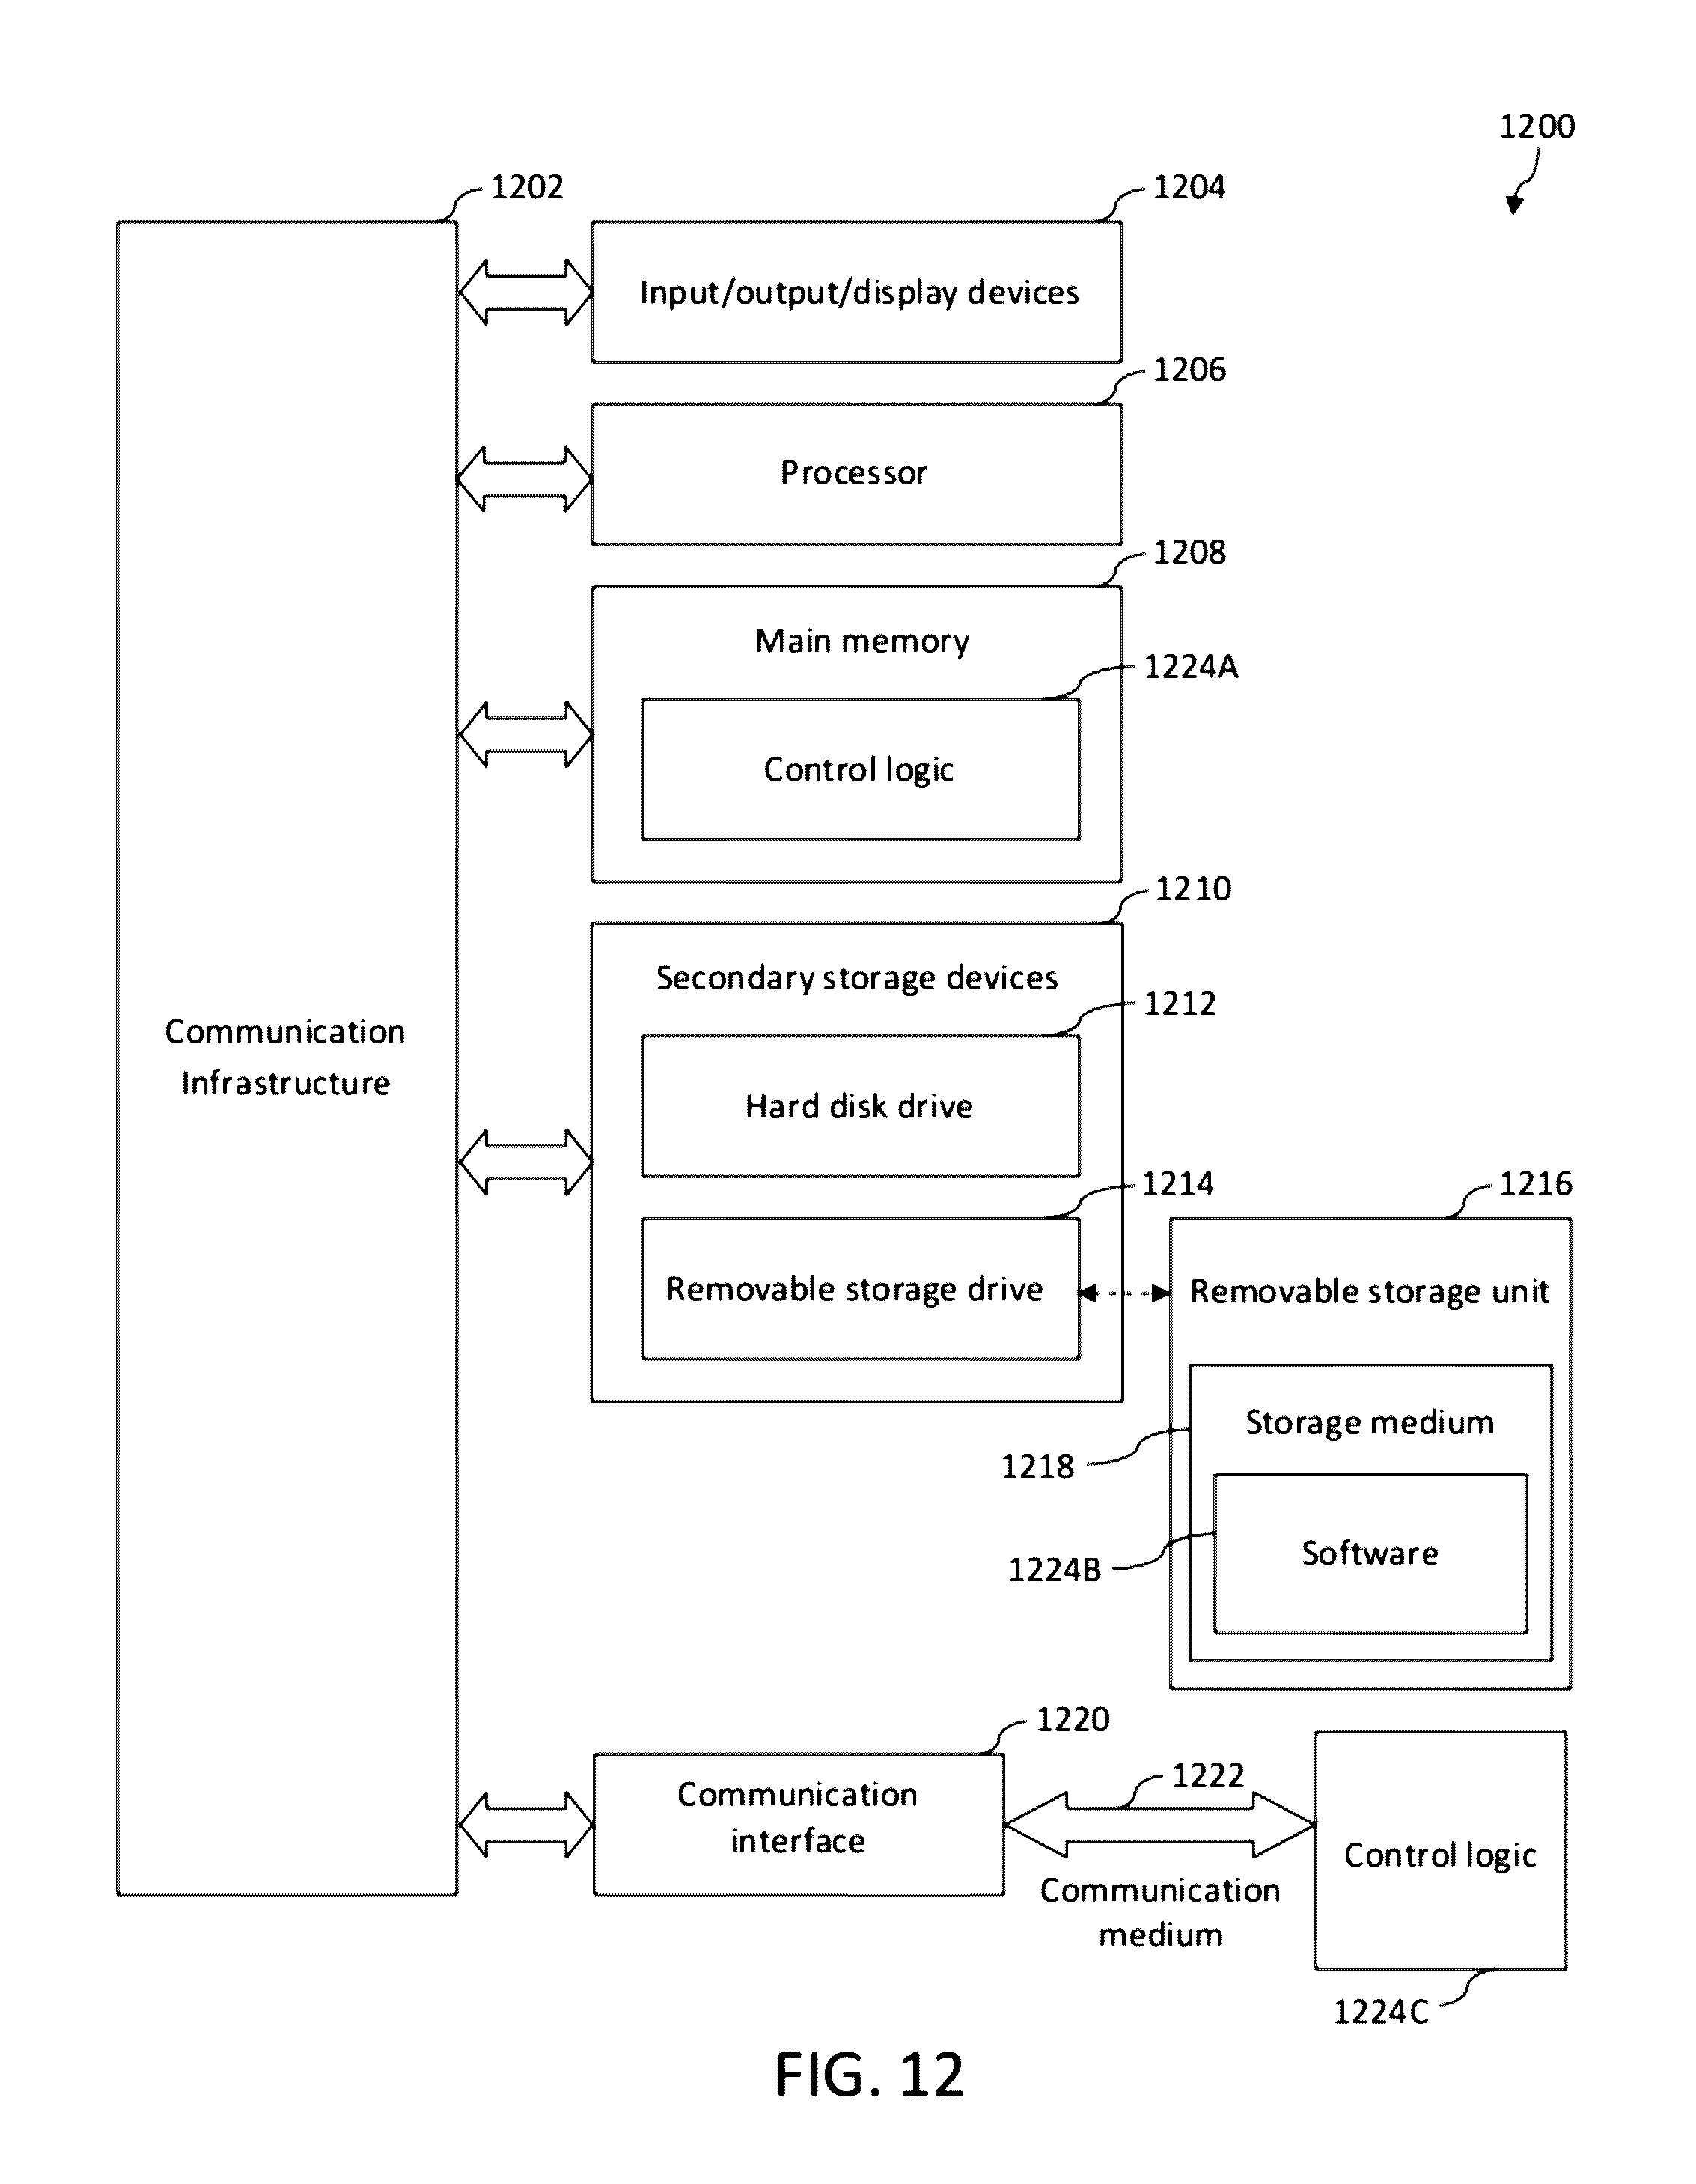 1200
1202
1204
Input/output/display devices
1206
Processor
1208
Main memory
1224A
Control logic
1210
Secondary storage devices
1212
Communication
Infrastructure
Hard disk drive
1214
1216
Removable storage drive
Removable storage unit
Storage medium
1218
Software
1224B
1220
Communication
interface
1222
Communication
medium
Control logic
1224C
FIG. 12